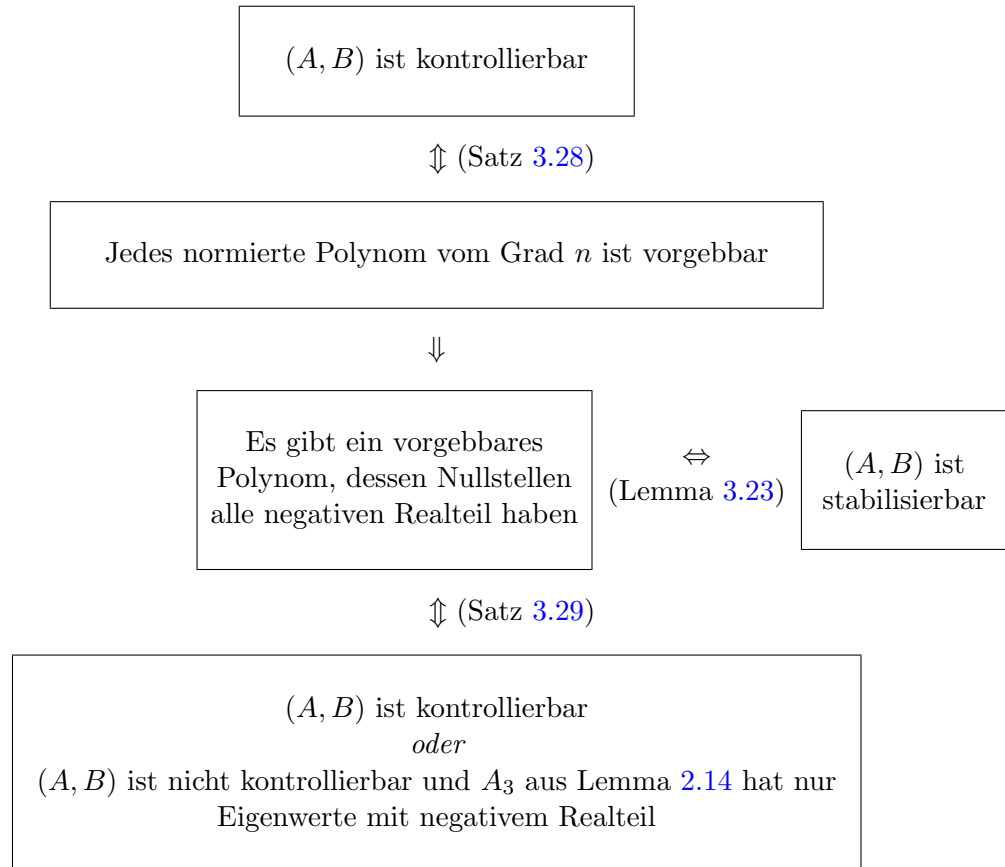 (A, B) ist kontrollierbar
⇕ (Satz 3.28)
Jedes normierte Polynom vom Grad n ist vorgebbar
⇓
Es gibt ein vorgebbares
Polynom, dessen Nullstellen
alle negativen Realteil haben
⇔
(Lemma 3.23)
(A, B) ist
stabilisierbar
⇕ (Satz 3.29)
(A, B) ist kontrollierbar
oder
(A, B) ist nicht kontrollierbar und A₃ aus Lemma 2.14 hat nur
Eigenwerte mit negativem Realteil